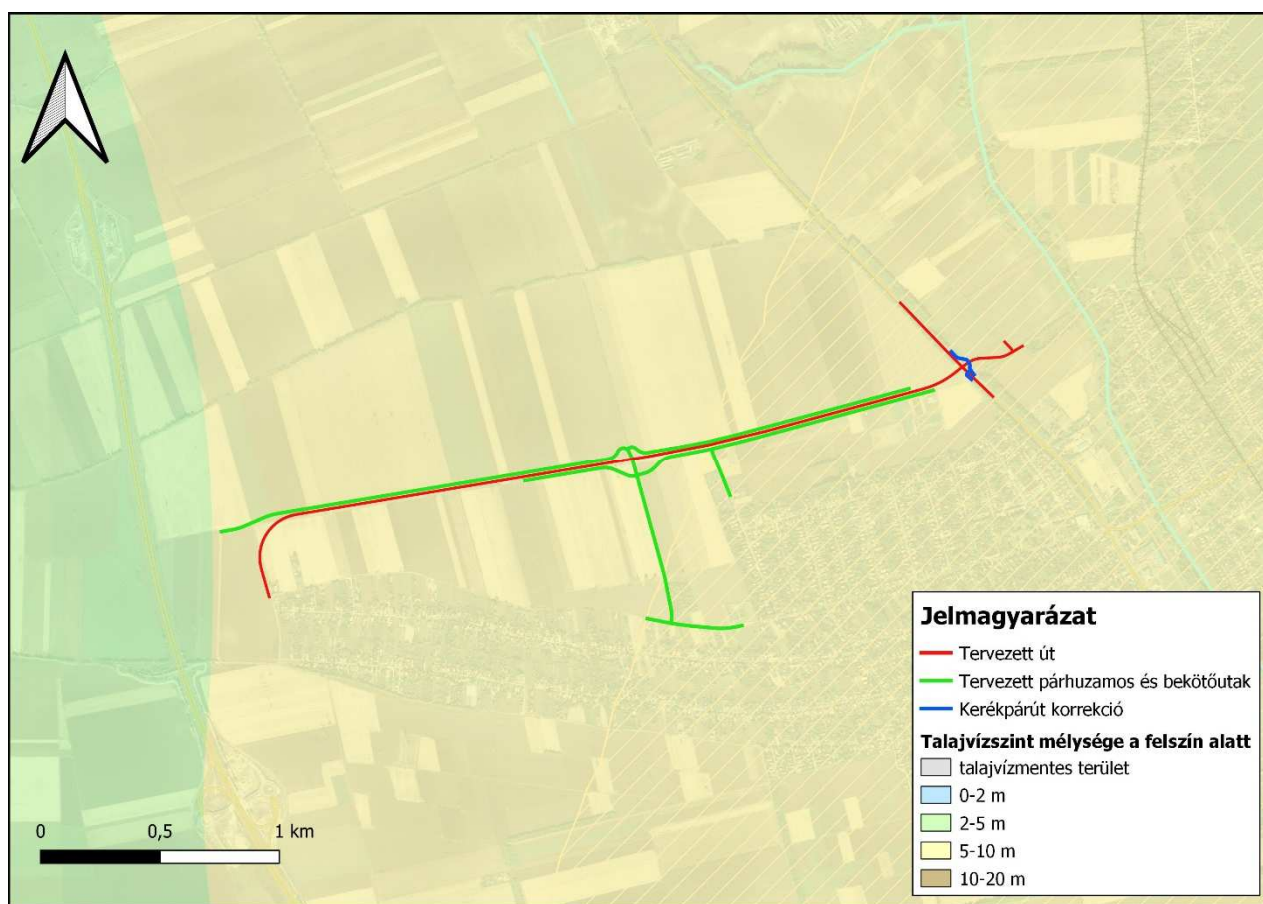 Jelmagyarázat
Tervezett út
Tervezett párhuzamos és bekötőutak
Kerékpárút korrekció
Talajvízszint mélysége a felszín alatt
talajvízmentes terület
0-2 m
2-5 m
5-10 m
10-20 m
0 0,5 1 km